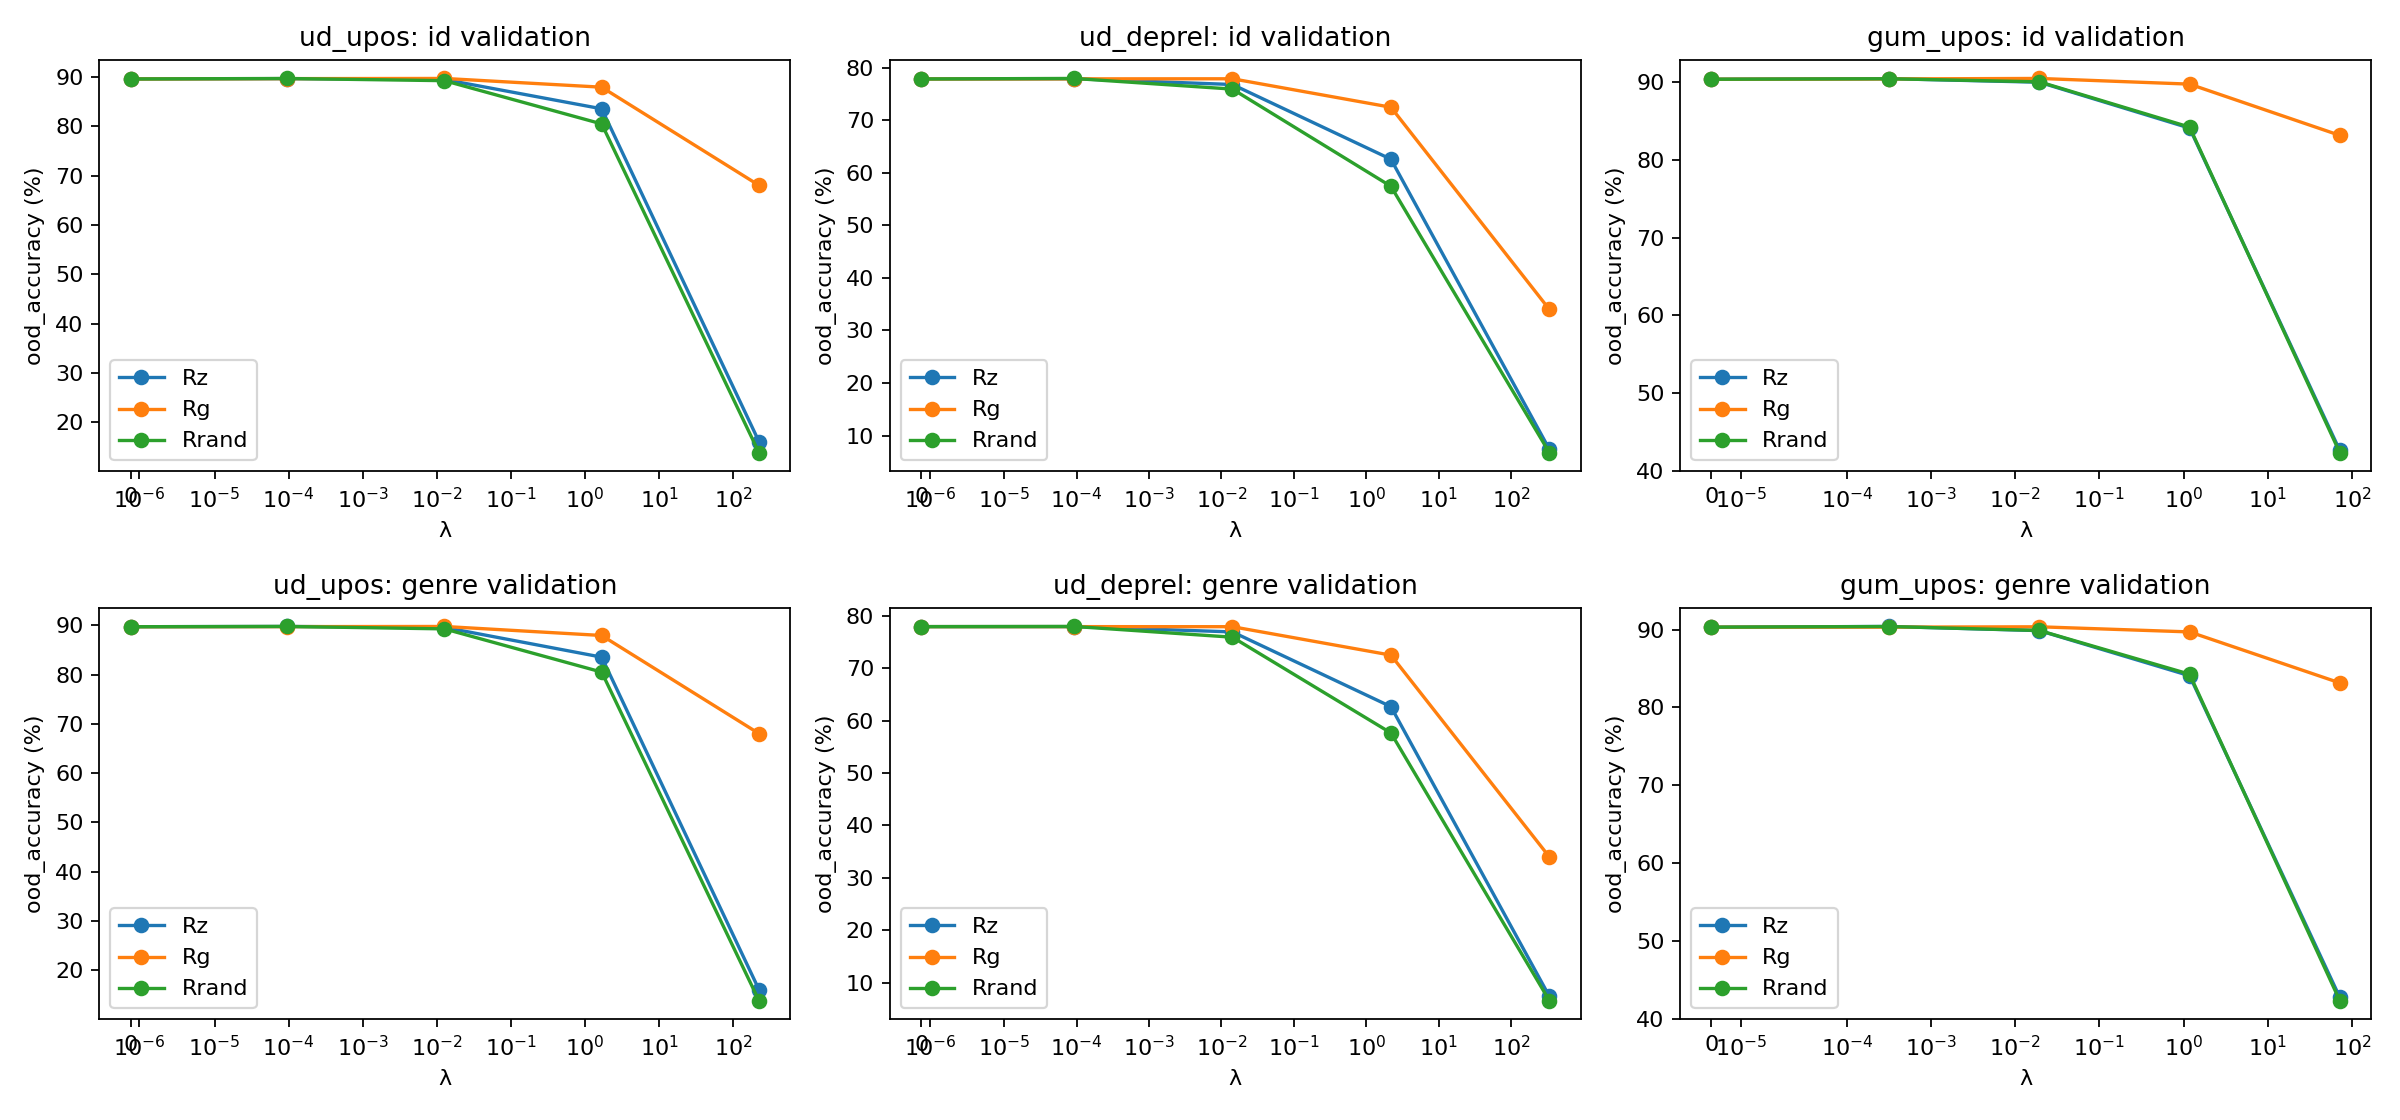 ud_upos: id validation
ood_accuracy (%)
90
80
70
60
50
40
30
20
Rz
Rg
Rrand
0 10⁻⁶ 10⁻⁵ 10⁻⁴ 10⁻³ 10⁻² 10⁻¹ 10⁰ 10¹ 10²
λ
ud_deprel: id validation
ood_accuracy (%)
80
70
60
50
40
30
20
10
Rz
Rg
Rrand
0 10⁻⁶ 10⁻⁵ 10⁻⁴ 10⁻³ 10⁻² 10⁻¹ 10⁰ 10¹ 10²
λ
gum_upos: id validation
ood_accuracy (%)
90
80
70
60
50
40
Rz
Rg
Rrand
0 10⁻⁵ 10⁻⁴ 10⁻³ 10⁻² 10⁻¹ 10⁰ 10¹ 10²
λ
ud_upos: genre validation
ood_accuracy (%)
90
80
70
60
50
40
30
20
Rz
Rg
Rrand
0 10⁻⁶ 10⁻⁵ 10⁻⁴ 10⁻³ 10⁻² 10⁻¹ 10⁰ 10¹ 10²
λ
ud_deprel: genre validation
ood_accuracy (%)
80
70
60
50
40
30
20
10
Rz
Rg
Rrand
0 10⁻⁶ 10⁻⁵ 10⁻⁴ 10⁻³ 10⁻² 10⁻¹ 10⁰ 10¹ 10²
λ
gum_upos: genre validation
ood_accuracy (%)
90
80
70
60
50
40
Rz
Rg
Rrand
0 10⁻⁵ 10⁻⁴ 10⁻³ 10⁻² 10⁻¹ 10⁰ 10¹ 10²
λ